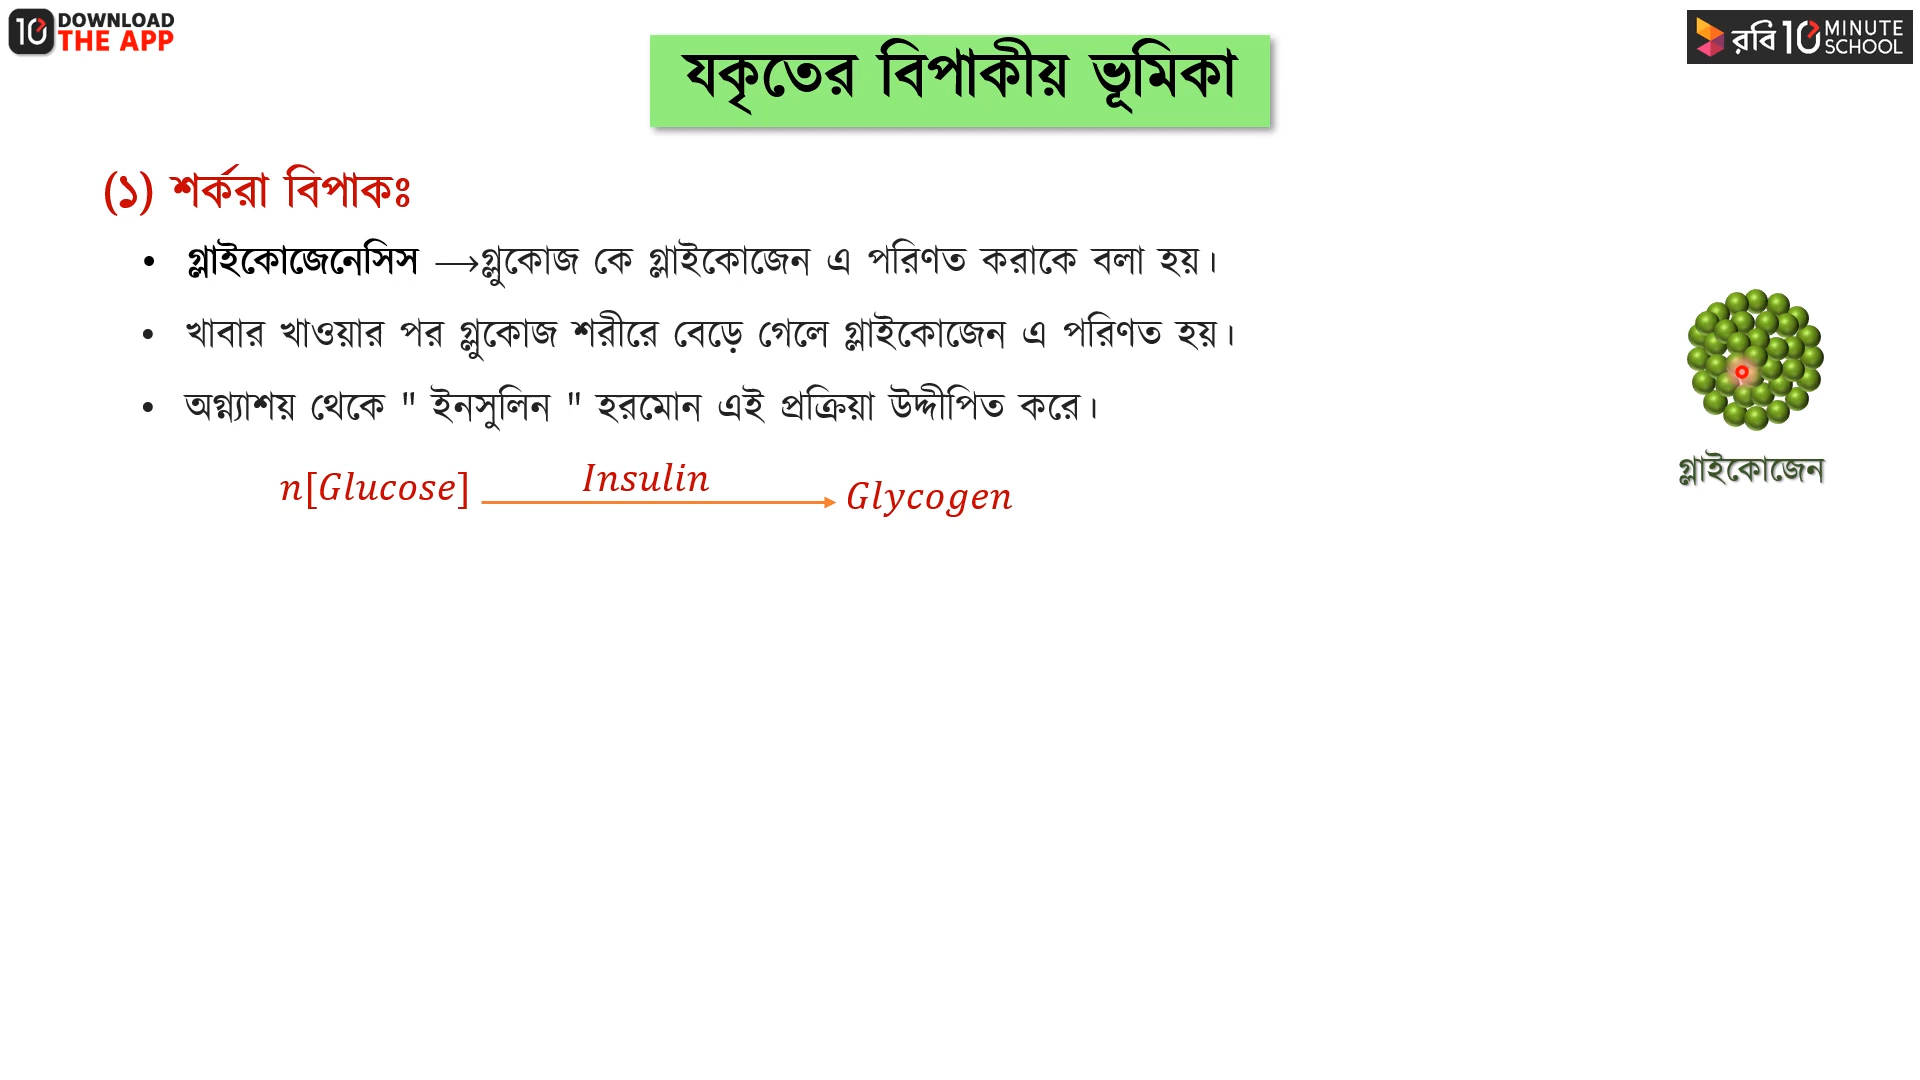 10 DOWNLOAD
THE APP
রবি 10 MINUTE
SCHOOL
যকৃতের বিপাকীয় ভূমিকা
(১) শর্করা বিপাকঃ
• গ্লাইকোজেনেসিস ⟶গ্লুকোজ কে গ্লাইকোজেন এ পরিণত করাকে বলা হয়।
• খাবার খাওয়ার পর গ্লুকোজ শরীরে বেড়ে গেলে গ্লাইকোজেন এ পরিণত হয়।
• অগ্ন্যাশয় থেকে " ইনসুলিন " হরমোন এই প্রক্রিয়া উদ্দীপিত করে।
n[Glucose] Insulin Glycogen
গ্লাইকোজেন